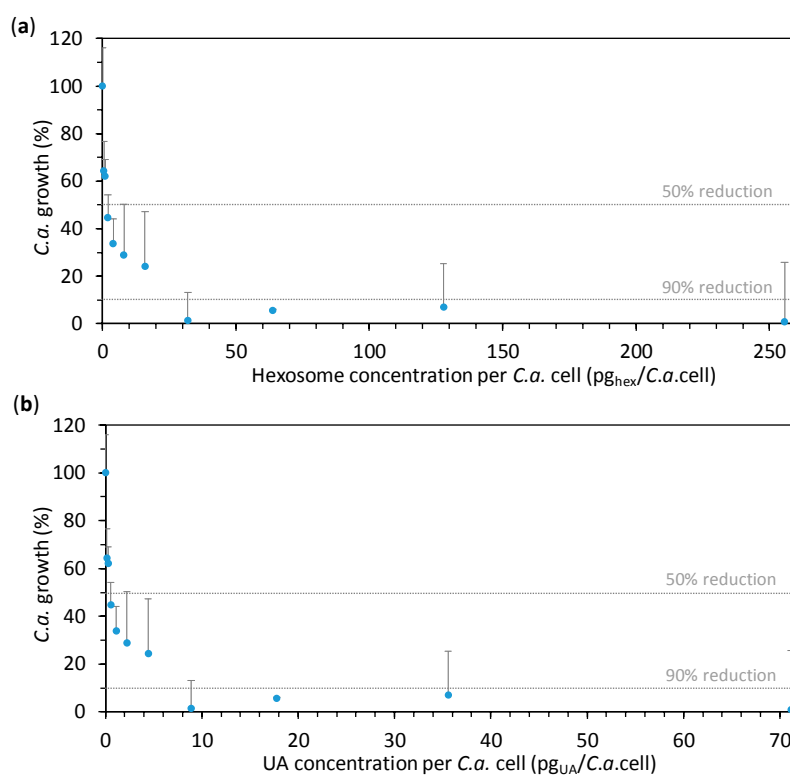 (a)
120
100
80
60
40
20
0
C.a. growth (%)
50% reduction
90% reduction
0 50 100 150 200 250
Hexosome concentration per C.a. cell (pghex/C.a.cell)
(b)
120
100
80
60
40
20
0
C.a. growth (%)
50% reduction
90% reduction
0 10 20 30 40 50 60 70
UA concentration per C.a. cell (pgUA/C.a.cell)